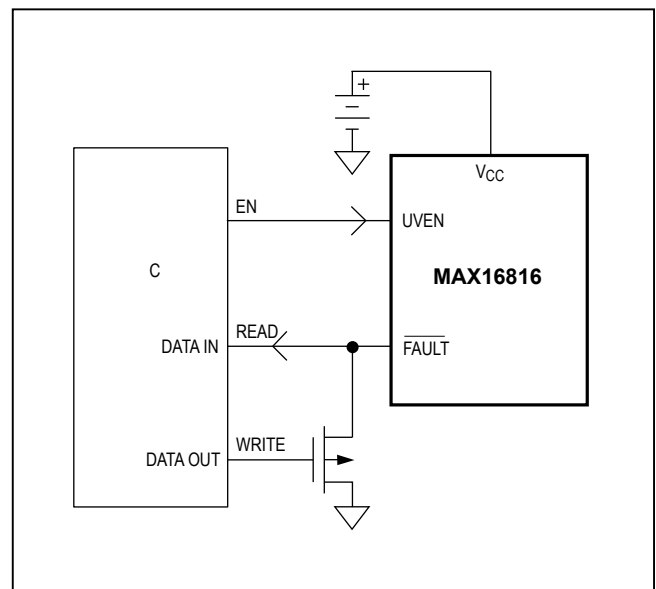 +
VCC
EN
UVEN
MAX16816
C
READ
DATA IN
FAULT
WRITE
DATA OUT